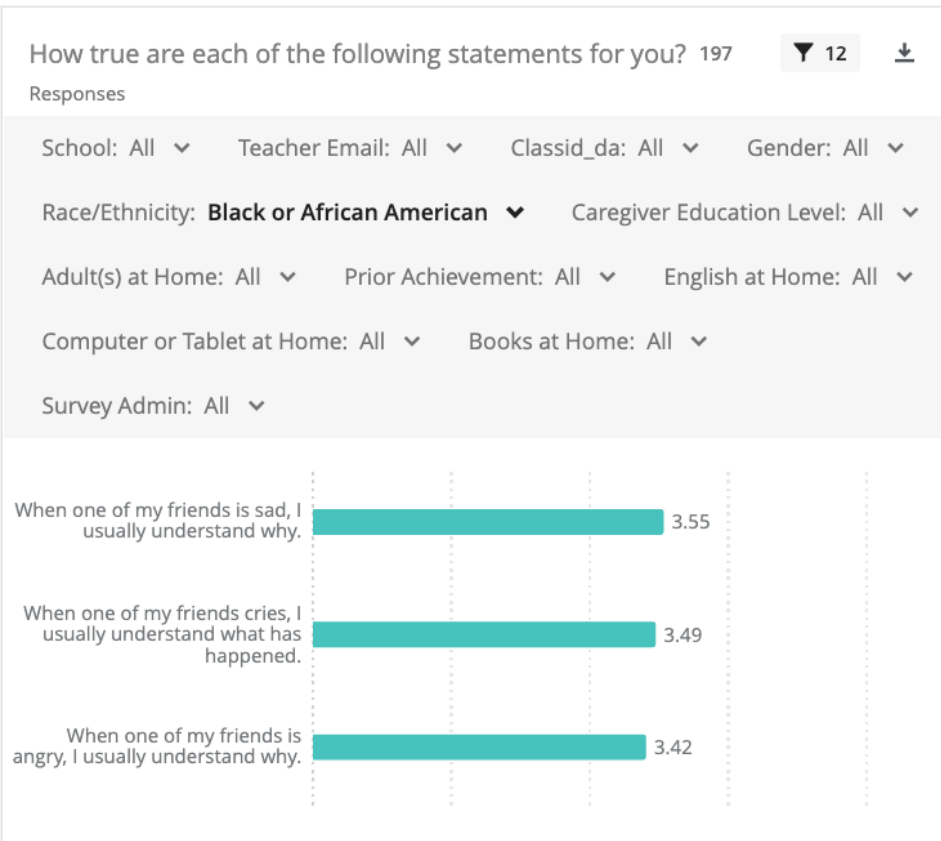 How true are each of the following statements for you? 197 12
Responses
School: All Teacher Email: All Classid_da: All Gender: All
Race/Ethnicity: Black or African American Caregiver Education Level: All
Adult(s) at Home: All Prior Achievement: All English at Home: All
Computer or Tablet at Home: All Books at Home: All
Survey Admin: All
When one of my friends is sad, I
usually understand why.
3.55
When one of my friends cries, I
usually understand what has
happened.
3.49
When one of my friends is
angry, I usually understand why.
3.42